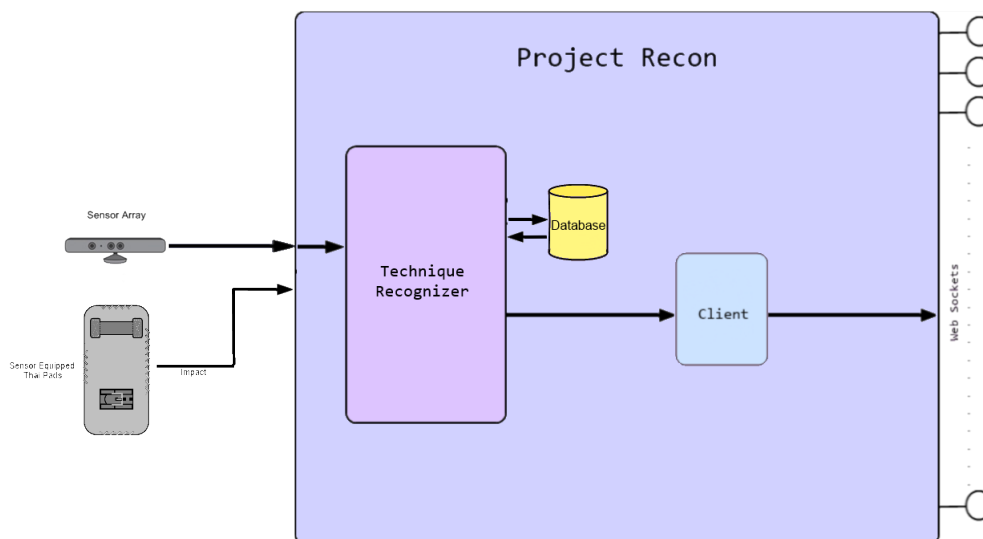 Project Recon
Sensor Array
Database
Technique
Recognizer
Client
Web Sockets
Sensor Equipped
Thai Pads
Impact